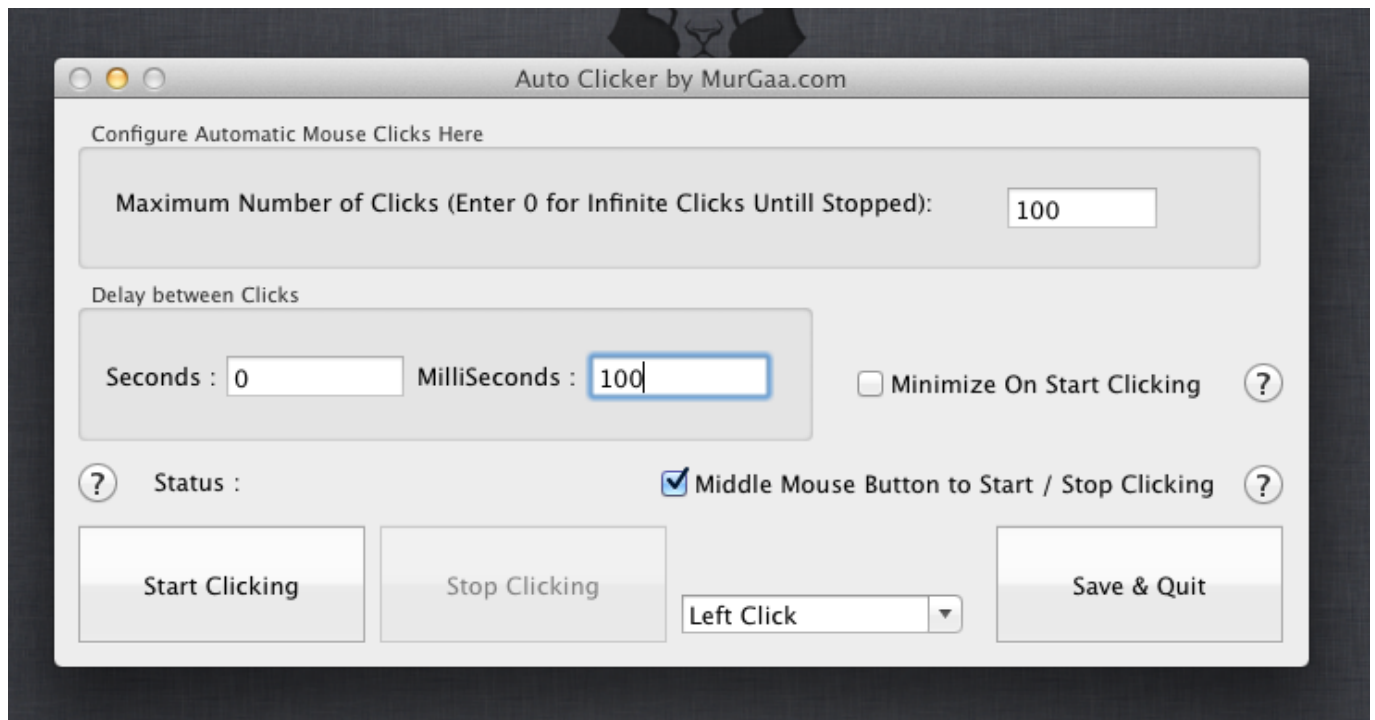 Auto Clicker by MurGaa.com
Configure Automatic Mouse Clicks Here
Maximum Number of Clicks (Enter 0 for Infinite Clicks Untill Stopped): 100
Delay between Clicks
Seconds : 0 MilliSeconds : 100
Minimize On Start Clicking ?
? Status : Middle Mouse Button to Start / Stop Clicking ?
Start Clicking Stop Clicking Left Click Save & Quit